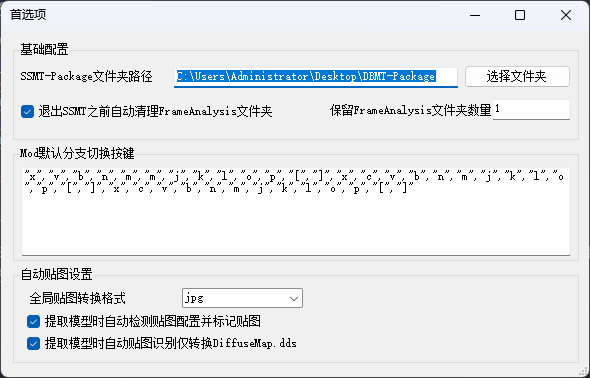 首选项
基础配置
SSMT-Package文件夹路径 C:\Users\Administrator\Desktop\DBMT-Package 选择文件夹
退出SSMT之前自动清理FrameAnalysis文件夹 保留FrameAnalysis文件夹数量 1
Mod默认分支切换按键
"x","v","b","n","m","m","j","k","l","o","p","[","]","x","c","v","b","n","m","j","k","l","o
","p","[","]","x","c","v","b","n","m","j","k","l","o","p","[","]"
自动贴图设置
全局贴图转换格式 jpg
提取模型时自动检测贴图配置并标记贴图
提取模型时自动贴图识别仅转换DiffuseMap.dds